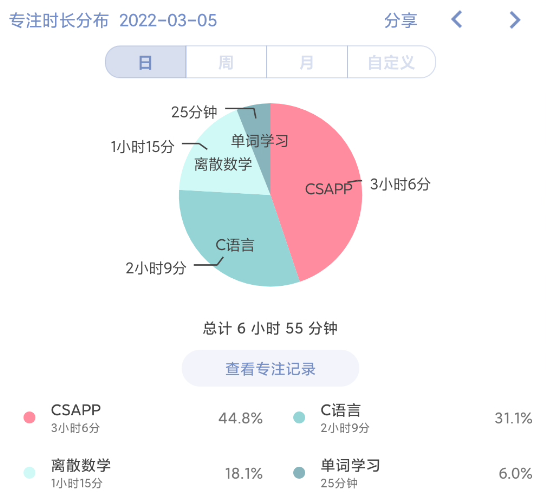 专注时长分布 2022-03-05 分享
日 周 月 自定义
25分钟
单词学习
1小时15分
离散数学
CSAPP
3小时6分
C语言
2小时9分
总计 6 小时 55 分钟
查看专注记录
CSAPP 44.8%
3小时6分
C语言 31.1%
2小时9分
离散数学 18.1%
1小时15分
单词学习 6.0%
25分钟